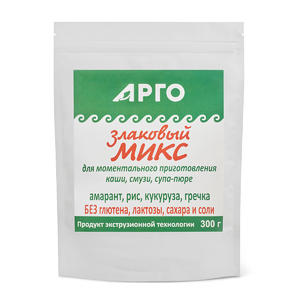 АРГО
злаковый
МИКС
для моментального приготовления
каши, смузи, супа-пюре
амарант, рис, кукуруза, гречка
БЕЗ глютена, лактозы, сахара и соли
Продукт экструзионной технологии 300 г